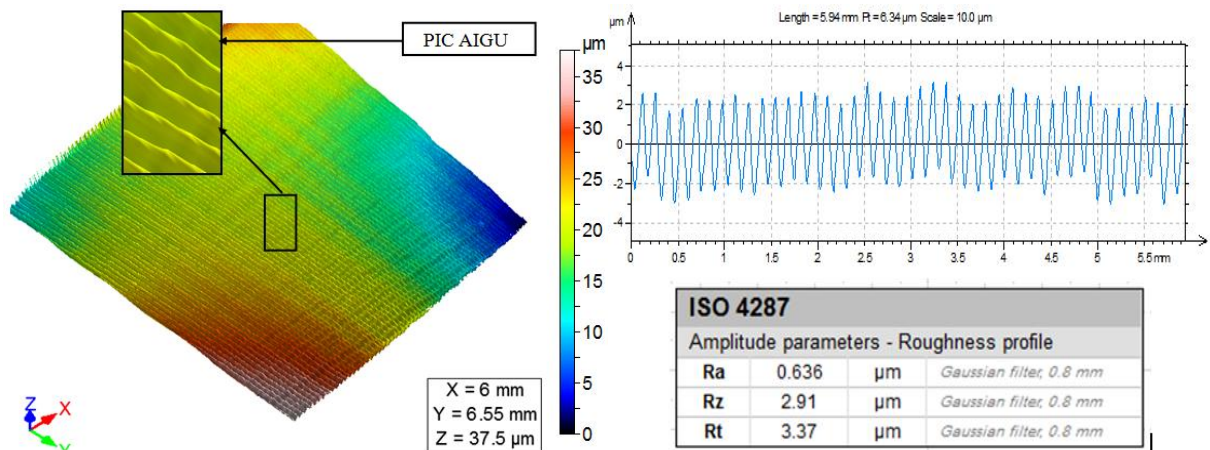 PIC AIGU
µm
35
30
25
20
15
10
5
0
X = 6 mm
Y = 6.55 mm
Z = 37.5 µm
Z
X
Y
Length = 5.94 mm Pt = 6.34 µm Scale = 10.0 µm
µm
4
2
0
-2
-4
0 0.5 1 1.5 2 2.5 3 3.5 4 4.5 5 5.5 mm
ISO 4287
Amplitude parameters - Roughness profile
Ra 0.636 µm Gaussian filter, 0.8 mm
Rz 2.91 µm Gaussian filter, 0.8 mm
Rt 3.37 µm Gaussian filter, 0.8 mm